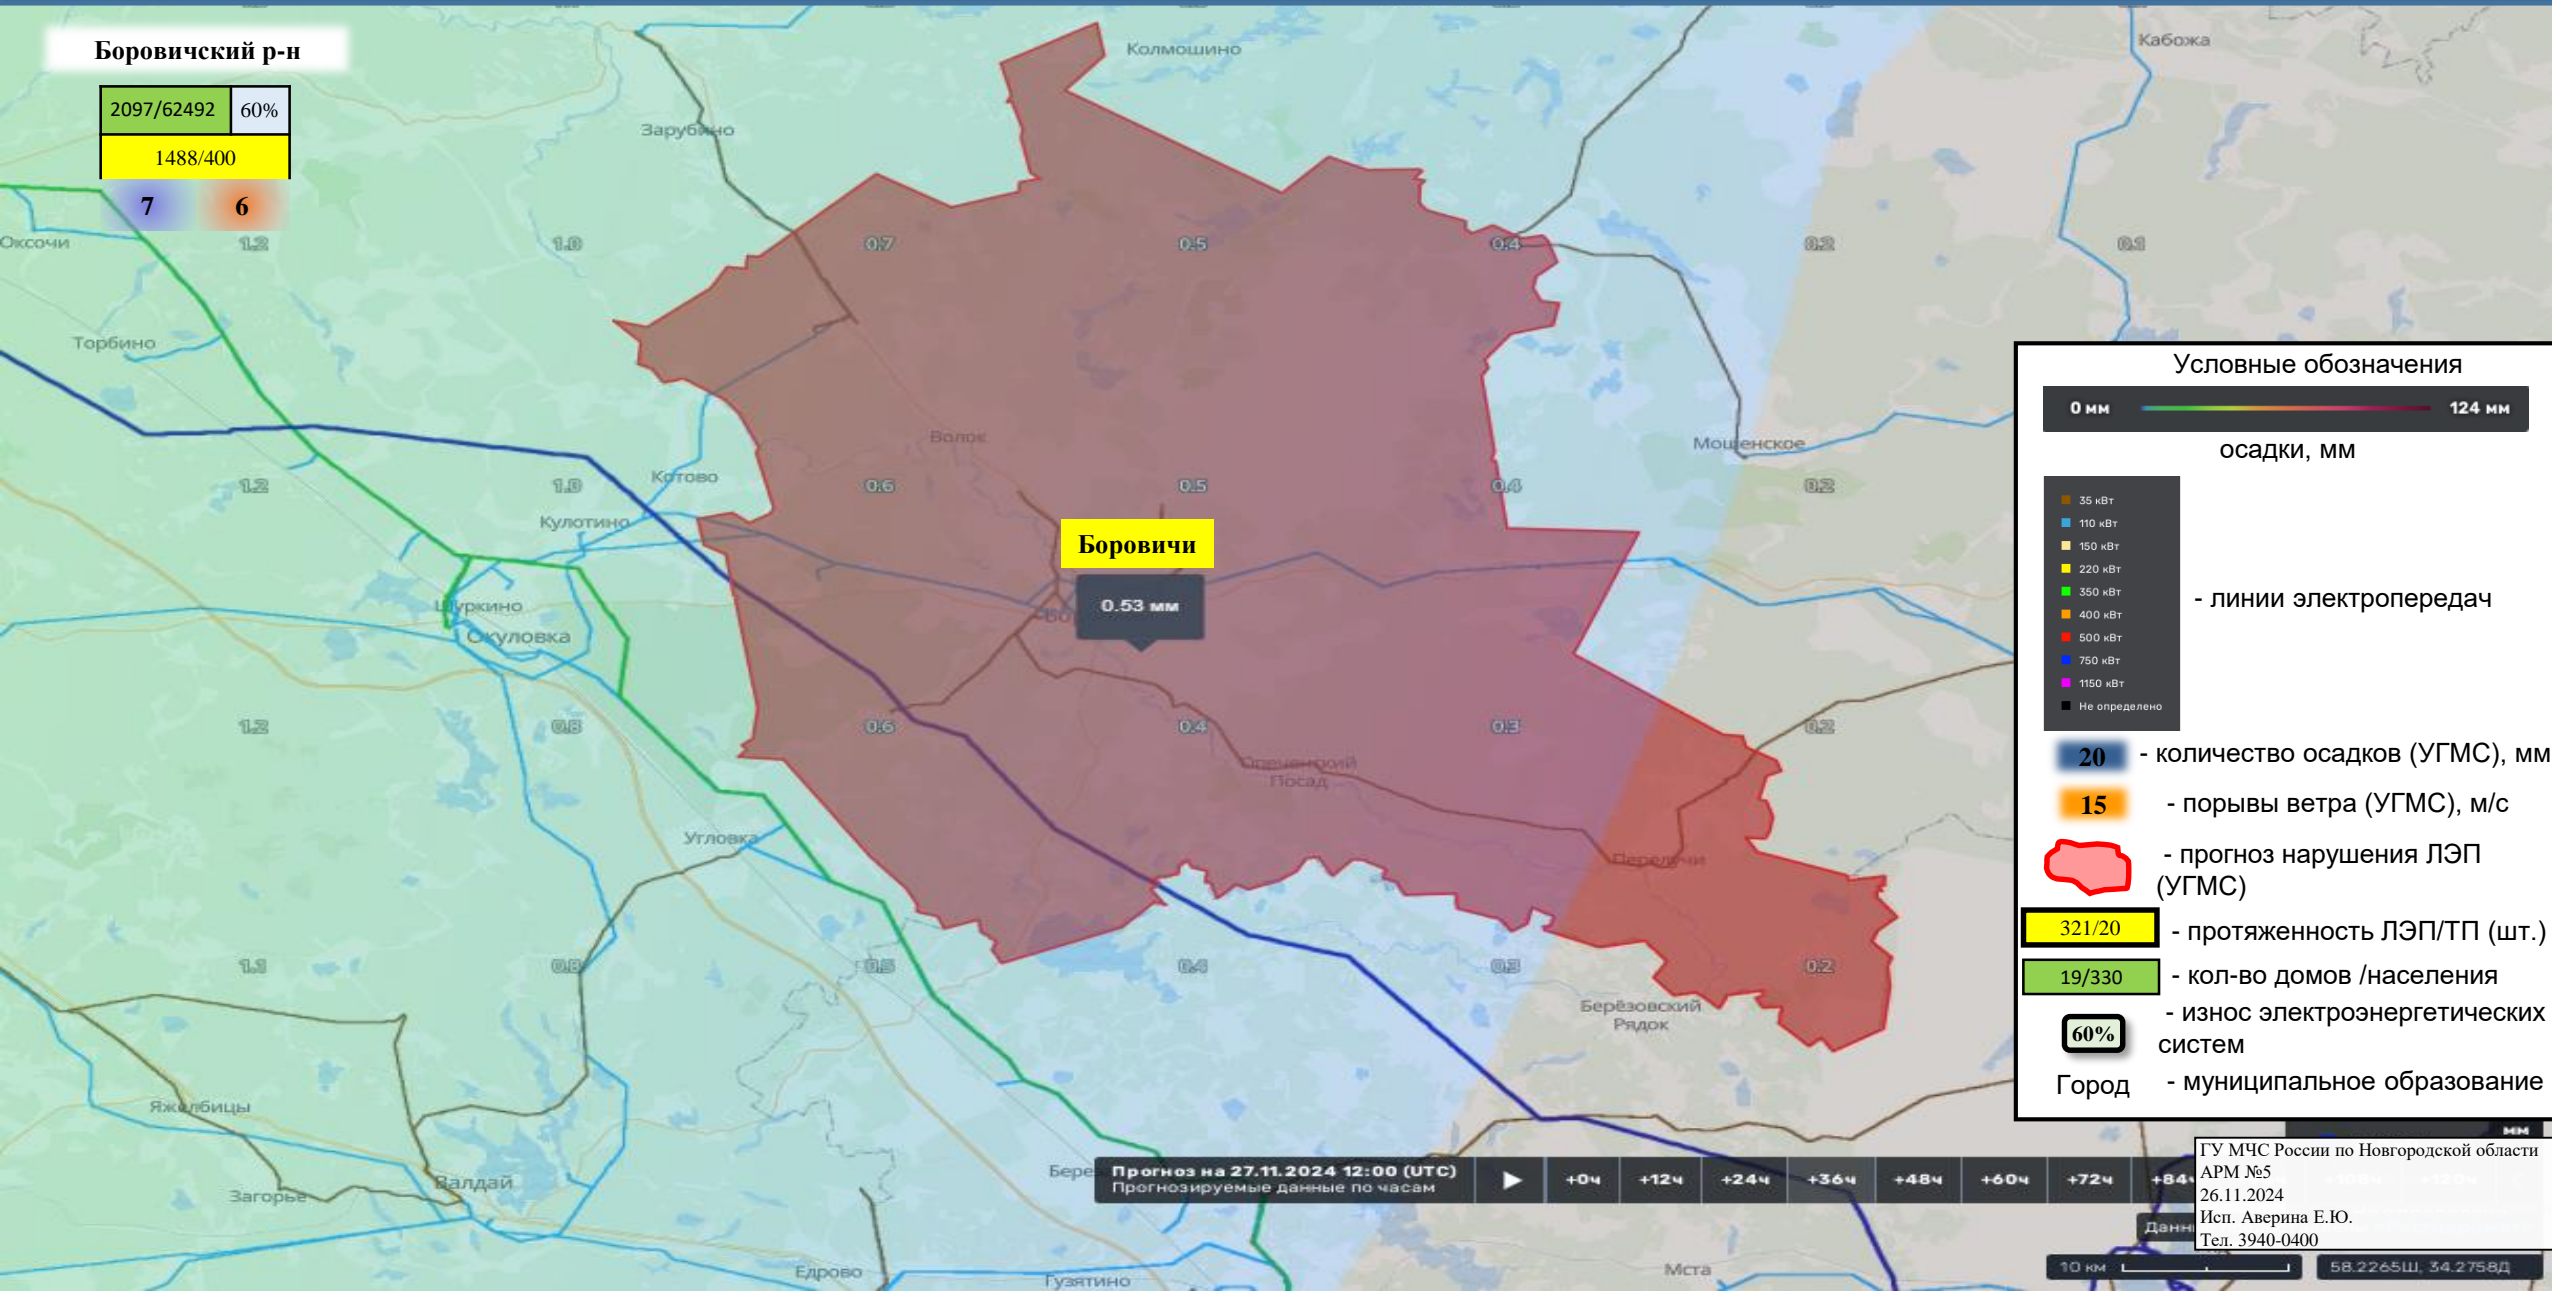 Боровичский р-н
2097/62492 60%
1488/400
7 6
Колмошино
Кабожа
Зарубино
Оксочи
1.2 1.0 0.7 0.5 0.4 0.2 0.1
Торбино
Волок
Мошенское
Котово
1.2 1.0 0.6 0.5 0.4 0.2
Кулотино
Боровичи
0.53 мм
Шуркино
Окуловка
1.2 0.8 0.6 0.4 0.3 0.2
Опеченский
Посад
Угловка
Перелучи
1.1 0.8 0.5 0.4 0.3 0.2
Берёзовский
Рядок
Яжелбицы
Валдай
Загорье
Едрово
Гузятино
Мста
Условные обозначения
0 мм 124 мм
осадки, мм
35 кВт
110 кВт
150 кВт
220 кВт
350 кВт
400 кВт
500 кВт
750 кВт
1150 кВт
Не определено
- линии электропередач
20 - количество осадков (УГМС), мм
15 - порывы ветра (УГМС), м/с
- прогноз нарушения ЛЭП
(УГМС)
321/20 - протяженность ЛЭП/ТП (шт.)
19/330 - кол-во домов /населения
60% - износ электроэнергетических
систем
Город - муниципальное образование
мм
Прогноз на 27.11.2024 12:00 (UTC)
Прогнозируемые данные по часам
+0ч +12ч +24ч +36ч +48ч +60ч +72ч +84ч
ГУ МЧС России по Новгородской области
АРМ №5
26.11.2024
Исп. Аверина Е.Ю.
Тел. 3940-0400
10 км
58.2265Ш, 34.2758Д